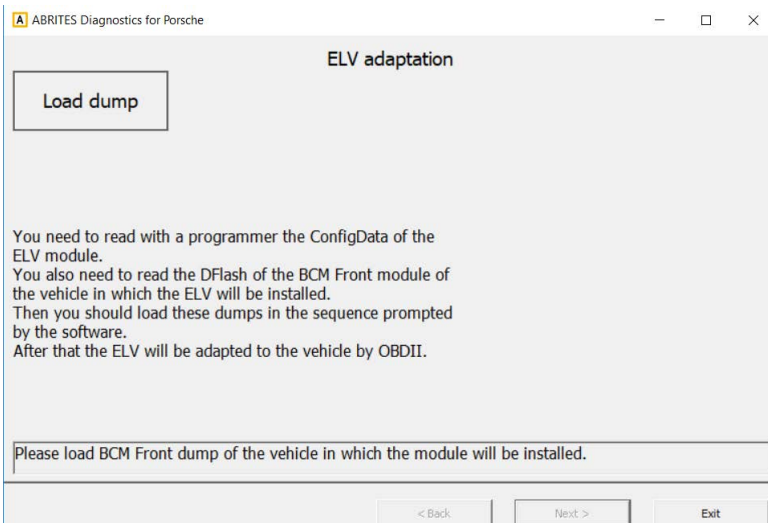 A ABRITES Diagnostics for Porsche
ELV adaptation
Load dump
You need to read with a programmer the ConfigData of the
ELV module.
You also need to read the DFlash of the BCM Front module of
the vehicle in which the ELV will be installed.
Then you should load these dumps in the sequence prompted
by the software.
After that the ELV will be adapted to the vehicle by OBDII.
Please load BCM Front dump of the vehicle in which the module will be installed.
< Back Next > Exit